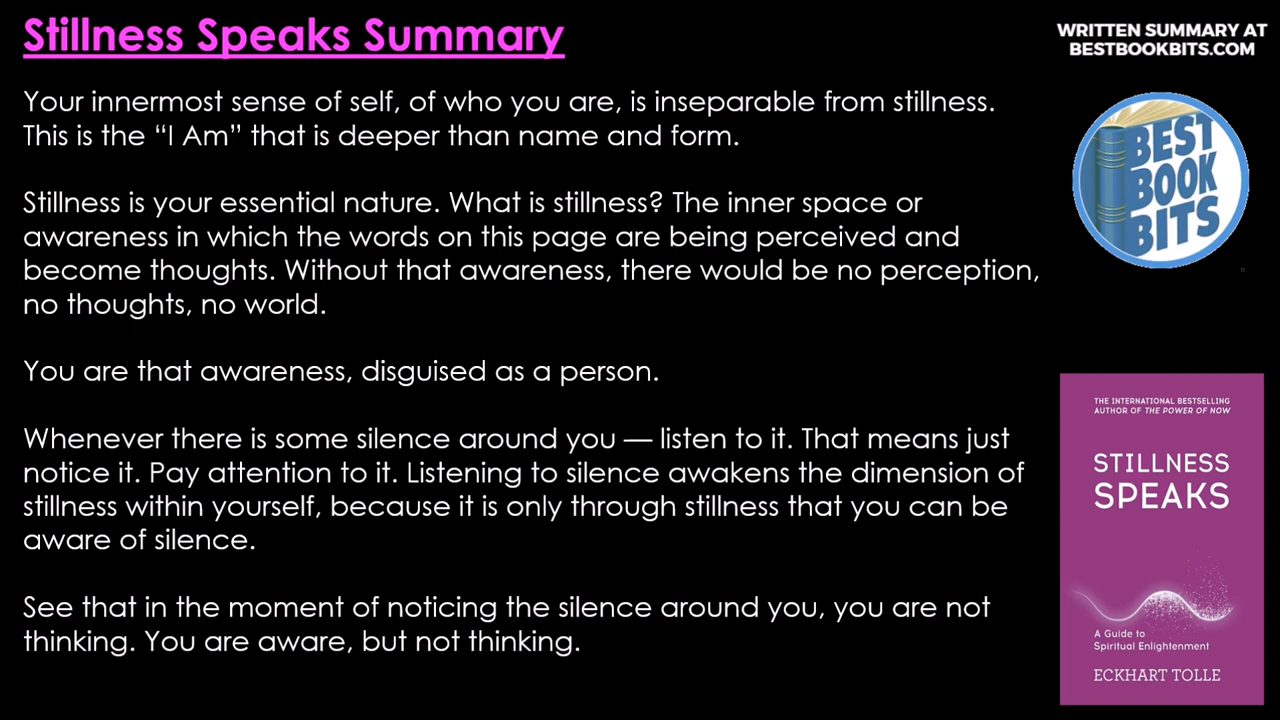 Stillness Speaks Summary
Your innermost sense of self, of who you are, is inseparable from stillness.
This is the “I Am” that is deeper than name and form.
Stillness is your essential nature. What is stillness? The inner space or
awareness in which the words on this page are being perceived and
become thoughts. Without that awareness, there would be no perception,
no thoughts, no world.
You are that awareness, disguised as a person.
Whenever there is some silence around you — listen to it. That means just
notice it. Pay attention to it. Listening to silence awakens the dimension of
stillness within yourself, because it is only through stillness that you can be
aware of silence.
See that in the moment of noticing the silence around you, you are not
thinking. You are aware, but not thinking.
WRITTEN SUMMARY AT
BESTBOOKBITS.COM
BEST
BOOK
BITS
THE INTERNATIONAL BESTSELLING
AUTHOR OF THE POWER OF NOW
STILLNESS
SPEAKS
A Guide to
Spiritual Enlightenment
ECKHART TOLLE